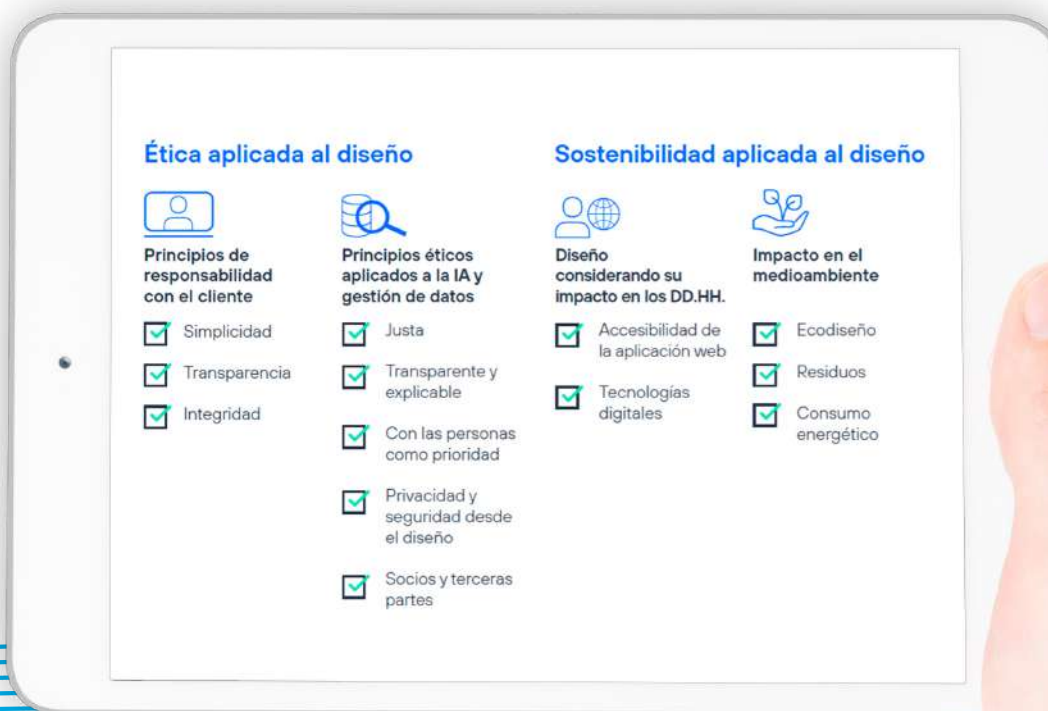 Ética aplicada al diseño
Principios de
responsabilidad
con el cliente
Simplicidad
Transparencia
Integridad
Principios éticos
aplicados a la IA y
gestión de datos
Justa
Transparente y
explicable
Con las personas
como prioridad
Privacidad y
seguridad desde
el diseño
Socios y terceras
partes
Sostenibilidad aplicada al diseño
Diseño
considerando su
impacto en los DD.HH.
Accesibilidad de
la aplicación web
Tecnologías
digitales
Impacto en el
medioambiente
Ecodiseño
Residuos
Consumo
energético